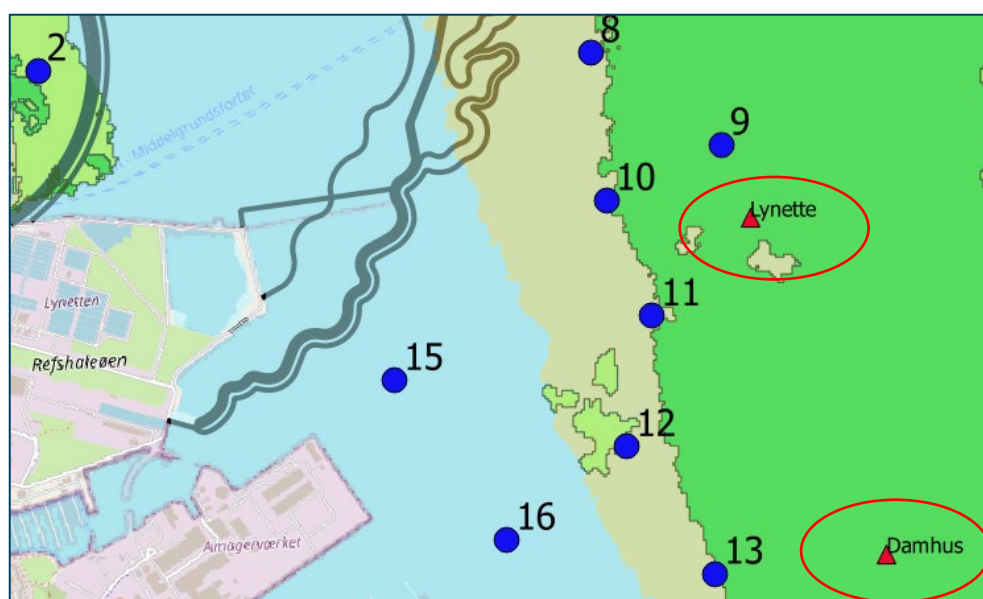 2
8
- Middelgrundsfortet
9
10
Lynette
Lynetten
11
Refshaleøen
15
12
16
Amagerværket
13
Damhus